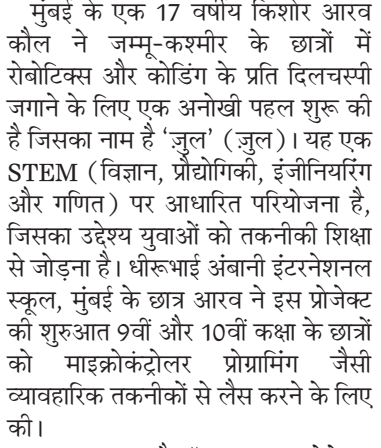 मुंबई के एक 17 वर्षीय किशोर आरव
कौल ने जम्मू-कश्मीर के छात्रों में
रोबोटिक्स और कोडिंग के प्रति दिलचस्पी
जगाने के लिए एक अनोखी पहल शुरू की
है जिसका नाम है ‘ज़ुल’ (ज़ुल)। यह एक
STEM (विज्ञान, प्रौद्योगिकी, इंजीनियरिंग
और गणित) पर आधारित परियोजना है,
जिसका उद्देश्य युवाओं को तकनीकी शिक्षा
से जोड़ना है। धीरूभाई अंबानी इंटरनेशनल
स्कूल, मुंबई के छात्र आरव ने इस प्रोजेक्ट
की शुरुआत 9वीं और 10वीं कक्षा के छात्रों
को माइक्रोकंट्रोलर प्रोग्रामिंग जैसी
व्यावहारिक तकनीकों से लैस करने के लिए
की।